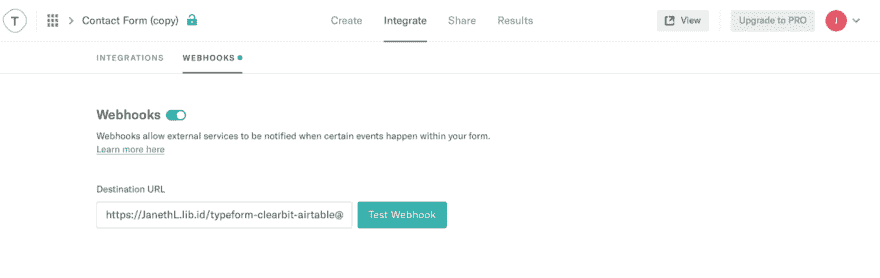 T
Contact Form (copy)
Create Integrate Share Results
View
Upgrade to PRO
J
INTEGRATIONS WEBHOOKS
Webhooks
Webhooks allow external services to be notified when certain events happen within your form.
Learn more here
Destination URL
https://JanethL.lib.id/typeform-clearbit-airtable@
Test Webhook